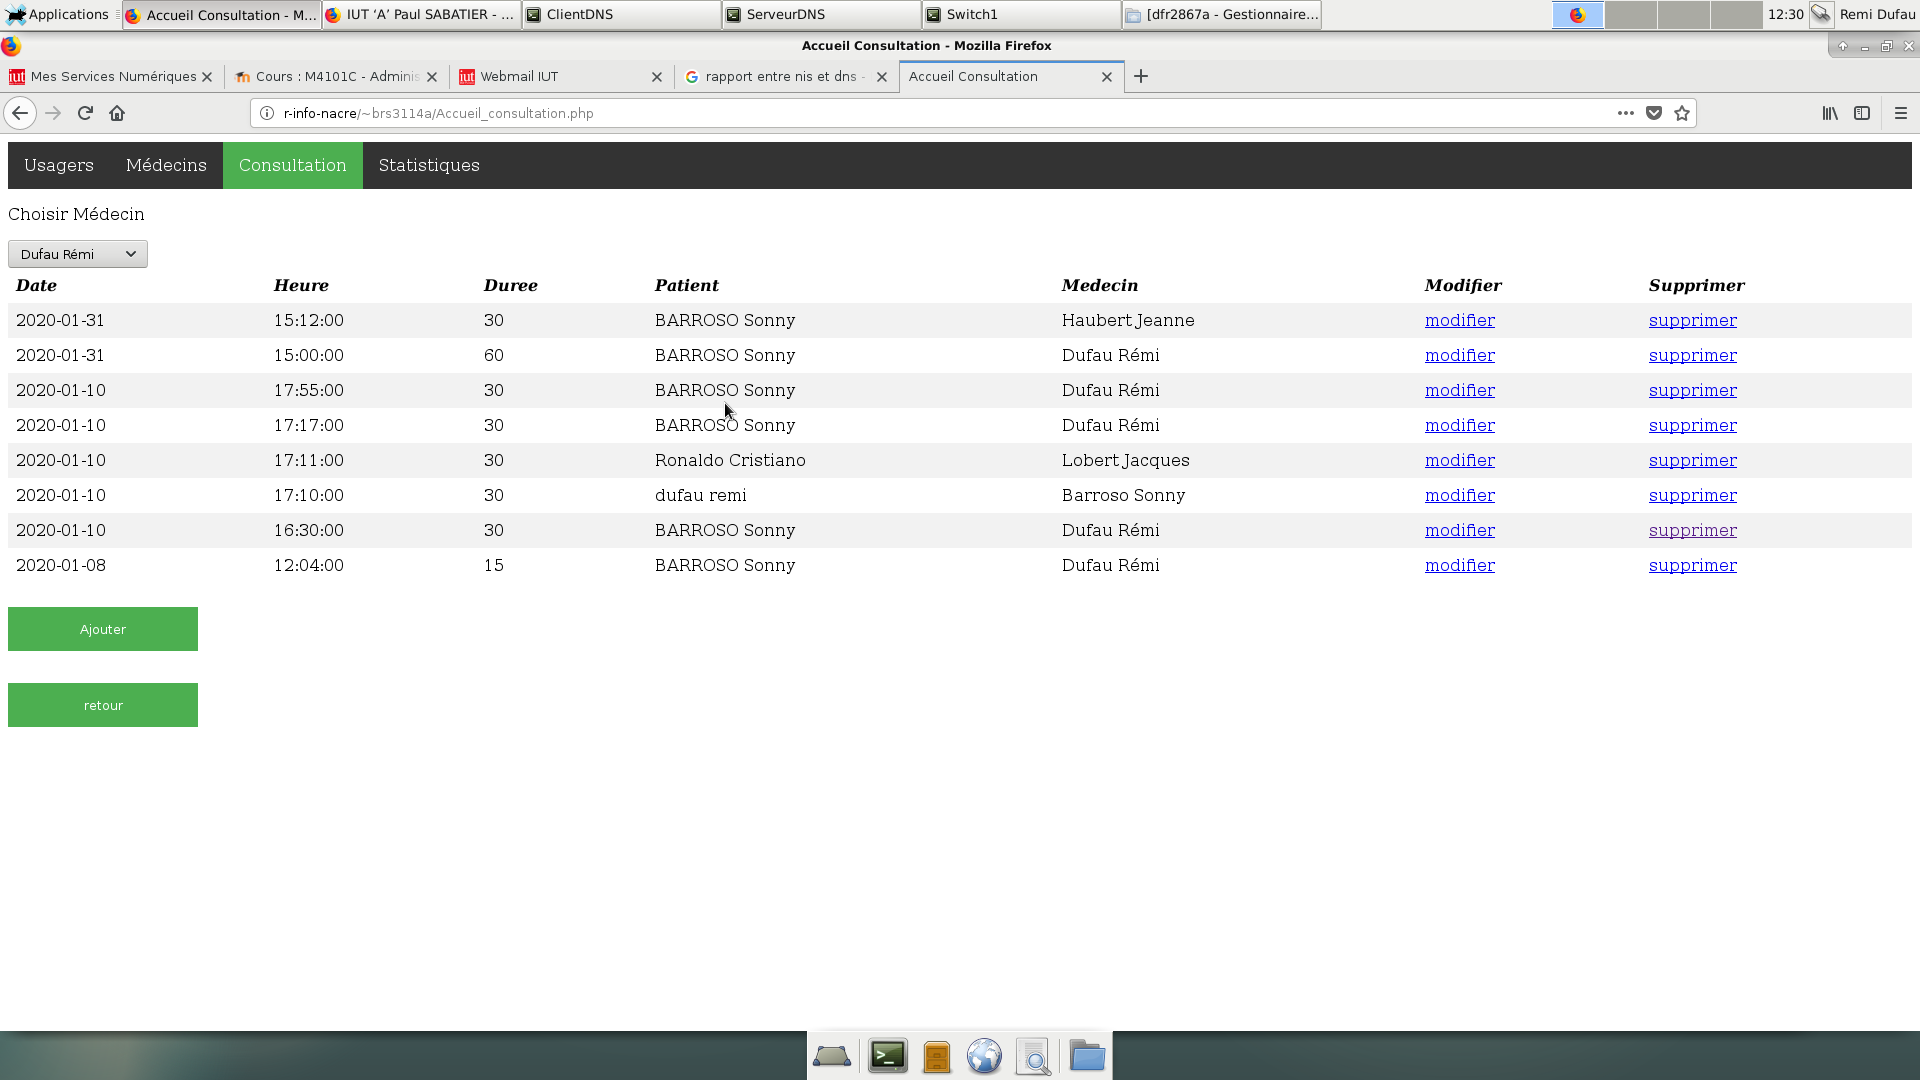 Applications Accueil Consultation - M... IUT ‘A’ Paul SABATIER - ... ClientDNS ServeurDNS Switch1 [dfr2867a - Gestionnaire... 12:30 Remi Dufau
Accueil Consultation - Mozilla Firefox
iut Mes Services Numériques Cours : M4101C - Adminis iut Webmail IUT rapport entre nis et dns - Accueil Consultation
r-info-nacre/~brs3114a/Accueil_consultation.php
Usagers Médecins Consultation Statistiques
Choisir Médecin
Dufau Rémi
Date Heure Duree Patient Medecin Modifier Supprimer
2020-01-31 15:12:00 30 BARROSO Sonny Haubert Jeanne modifier supprimer
2020-01-31 15:00:00 60 BARROSO Sonny Dufau Rémi modifier supprimer
2020-01-10 17:55:00 30 BARROSO Sonny Dufau Rémi modifier supprimer
2020-01-10 17:17:00 30 BARROSO Sonny Dufau Rémi modifier supprimer
2020-01-10 17:11:00 30 Ronaldo Cristiano Lobert Jacques modifier supprimer
2020-01-10 17:10:00 30 dufau remi Barroso Sonny modifier supprimer
2020-01-10 16:30:00 30 BARROSO Sonny Dufau Rémi modifier supprimer
2020-01-08 12:04:00 15 BARROSO Sonny Dufau Rémi modifier supprimer
Ajouter
retour